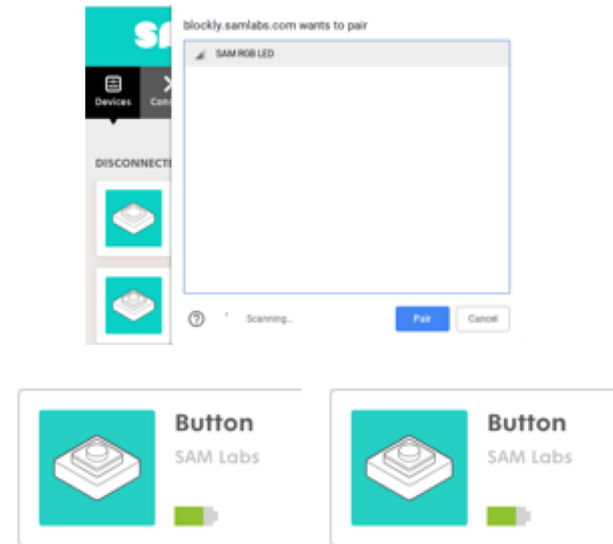 blockly.samlabs.com wants to pair
SAM RGB LED
Devices
DISCONNECTE
Scanning...
Pair
Cancel
Button
SAM Labs
Button
SAM Labs